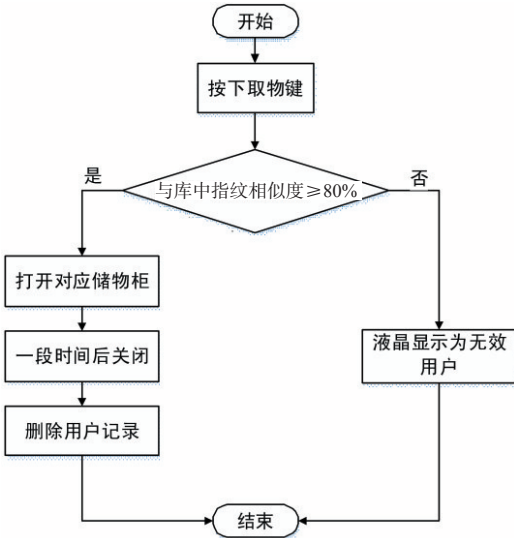 开始
按下取物键
与库中指纹相似度≥80%
是
否
打开对应储物柜
一段时间后关闭
液晶显示为无效
用户
删除用户记录
结束